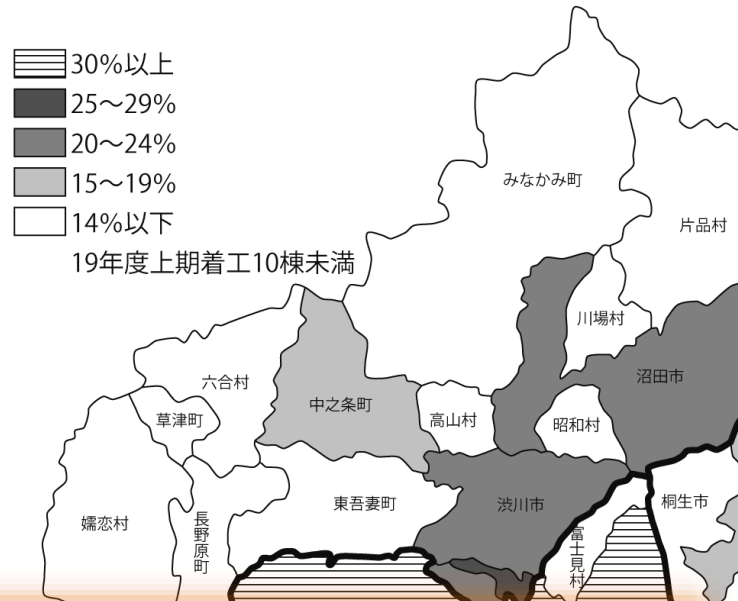 30%以上
25～29%
20～24%
15～19%
14%以下
19年度上期着工10棟未満
みなかみ町
片品村
川場村
沼田市
六合村
中之条町
高山村
昭和村
草津町
東吾妻町
渋川市
桐生市
嬬恋村
長野原町
富士見村